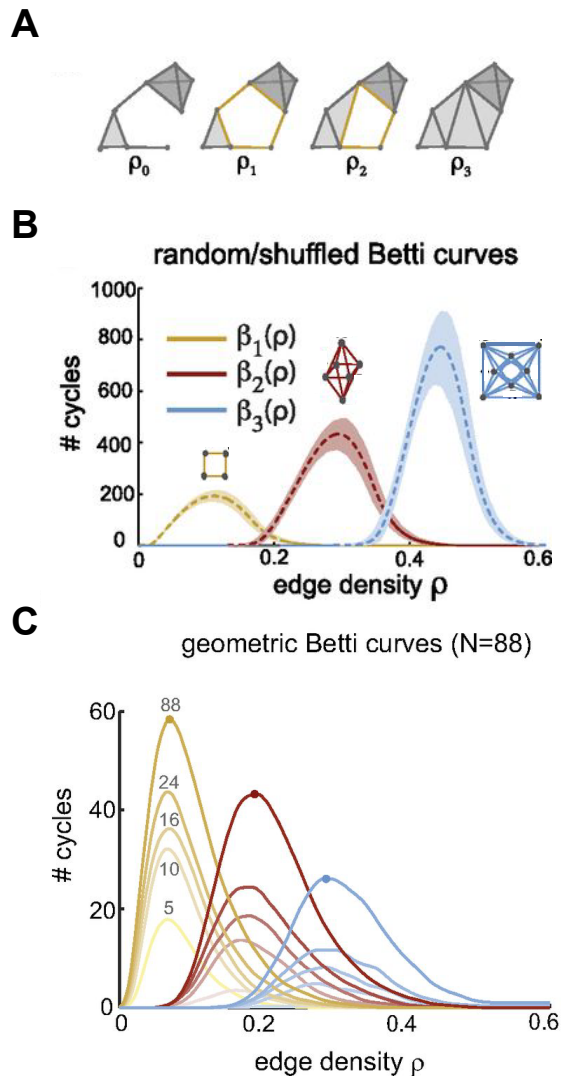 A
ρ0 ρ1 ρ2 ρ3
B
random/shuffled Betti curves
1000
800
600
400
200
0
# cycles
β1(ρ)
β2(ρ)
β3(ρ)
0 0.2 0.4 0.6
edge density ρ
C
geometric Betti curves (N=88)
60
40
20
0
# cycles
88
24
16
10
5
0 0.2 0.4 0.6
edge density ρ